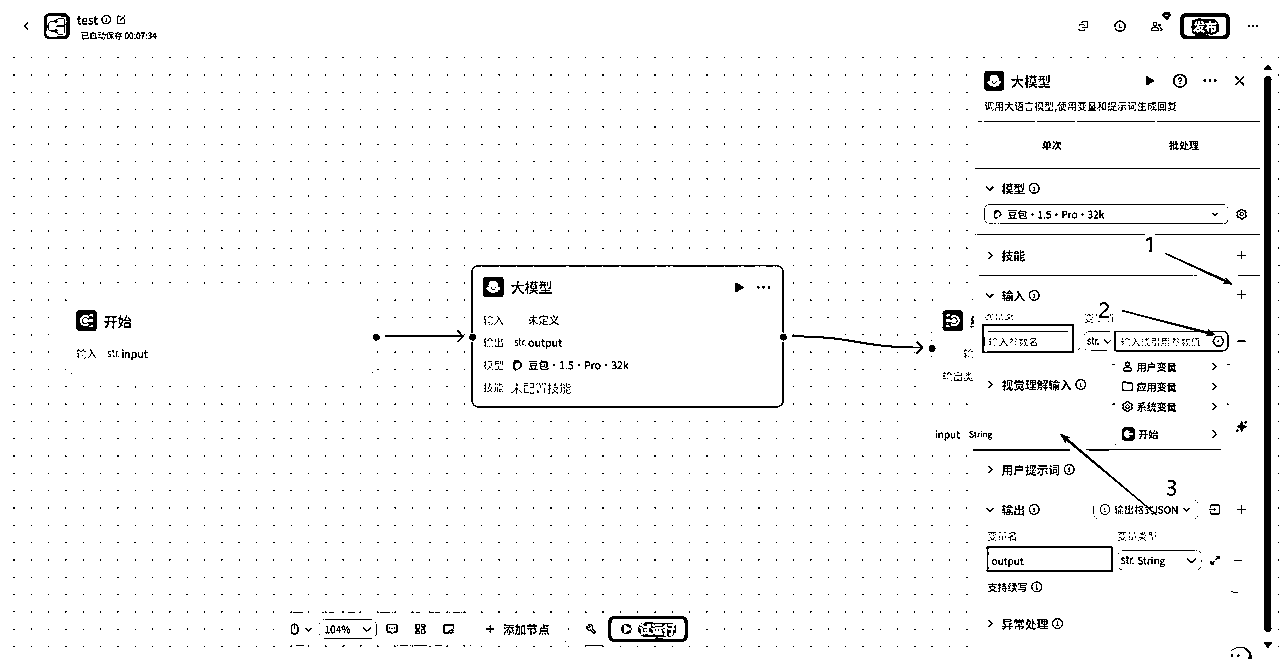 test
已自动保存 00:07:34
发布
大模型
调用大语言模型,使用变量和提示词生成回复
单次
批处理
模型
豆包·1.5·Pro·32k
技能
1
输入
2
变量名
输入参数名
str.
输入或引用参数值
用户变量
应用变量
系统变量
开始
input String
视觉理解输入
用户提示词
3
输出
输出格式JSON
变量名
变量类型
output
str. String
支持续写
异常处理
开始
输入 str. input
大模型
输入 未定义
输出 str. output
模型 豆包·1.5·Pro·32k
技能 未配置技能
104%
添加节点
试运行